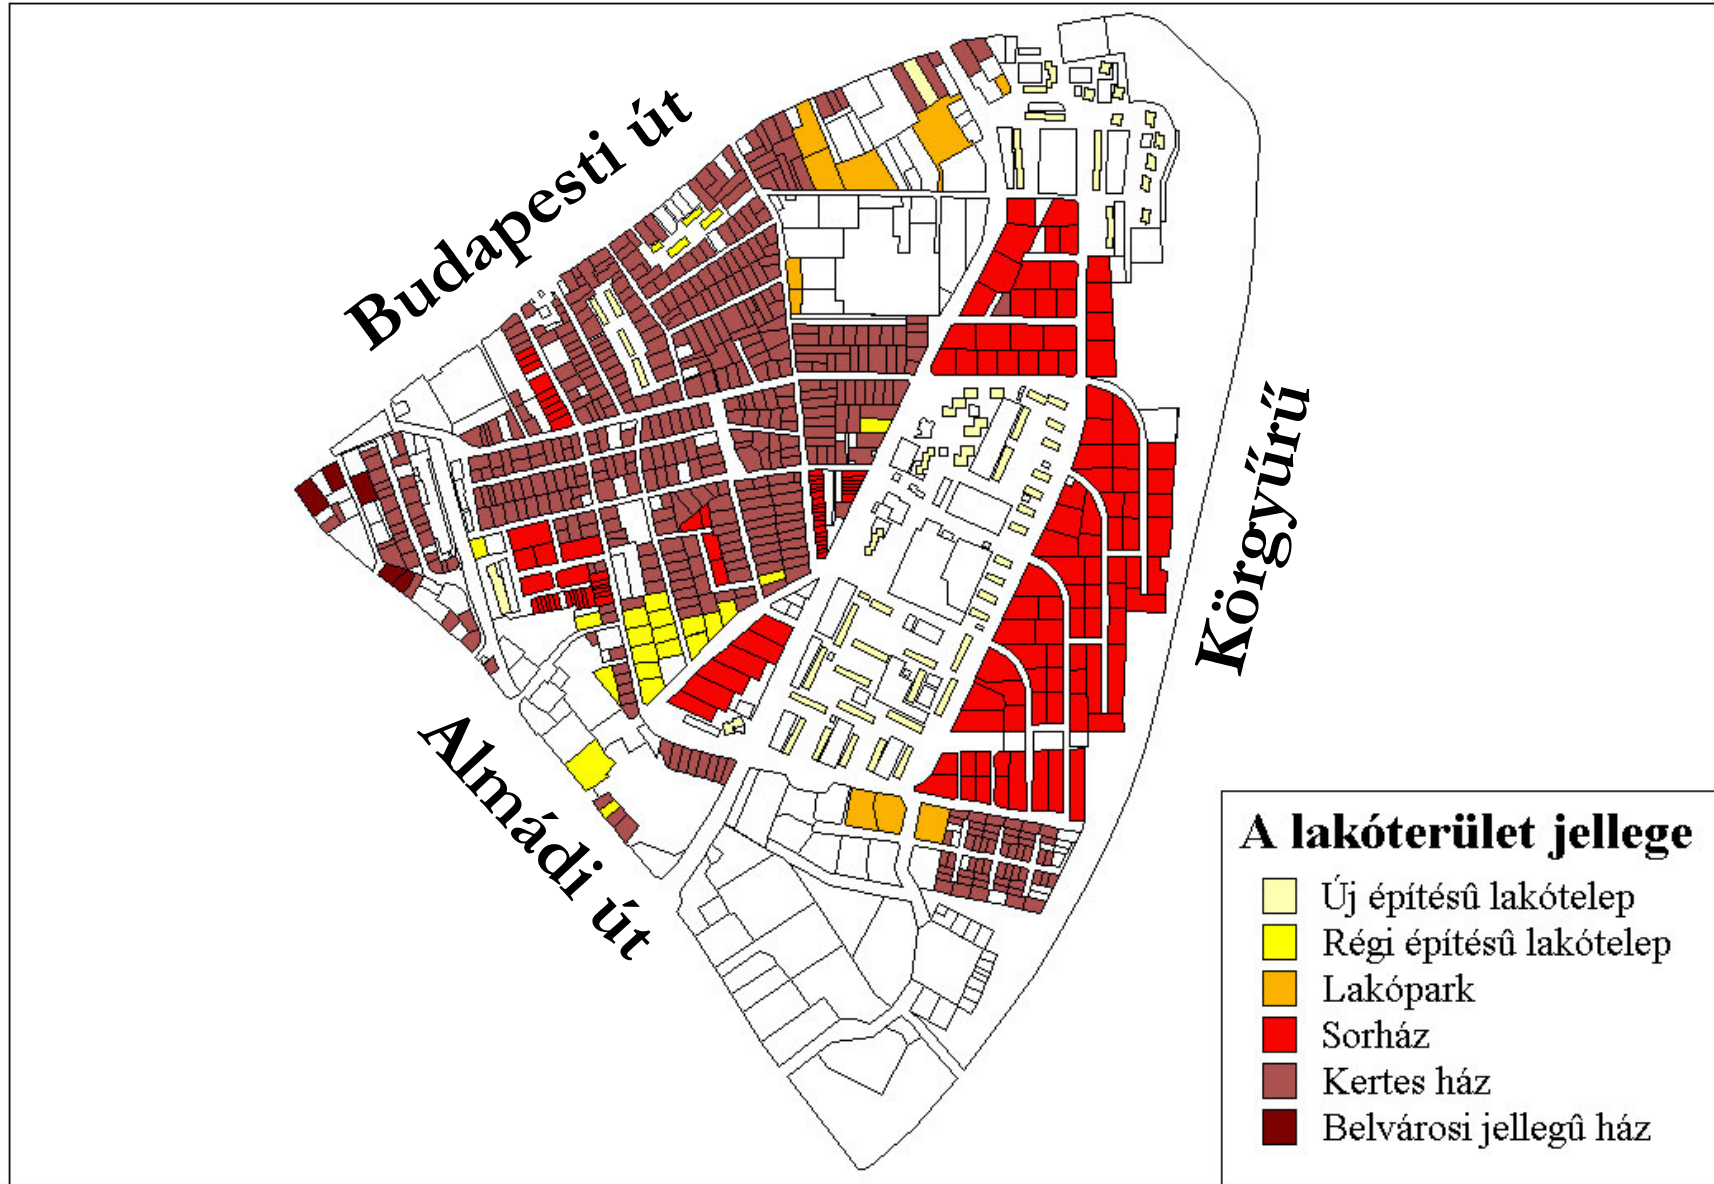 Budapesti út
Körgyűrű
Almádi út
A lakóterület jellege
Új építésû lakótelep
Régi építésû lakótelep
Lakópark
Sorház
Kertes ház
Belvárosi jellegû ház